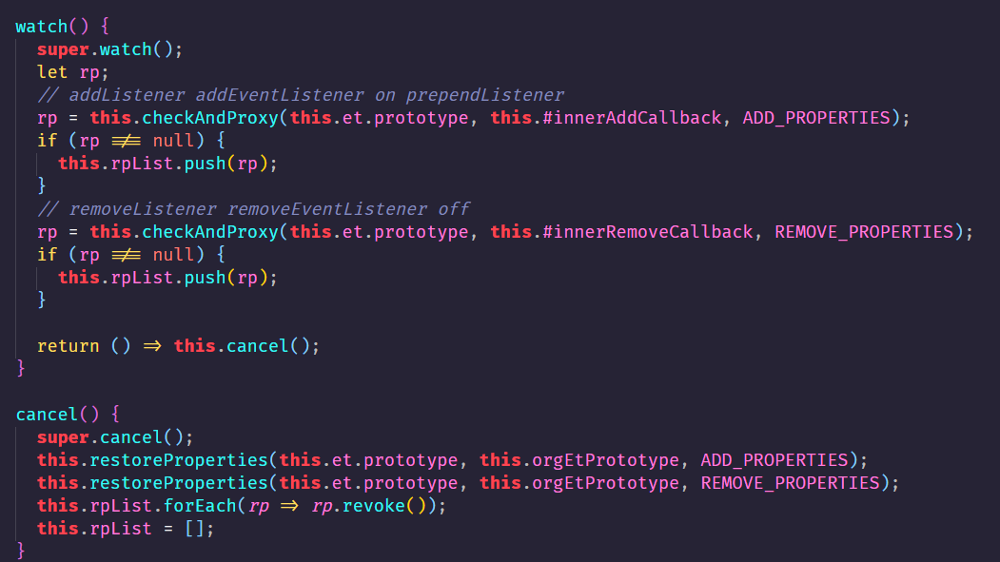 watch() {
  super.watch();
  let rp;
  // addListener addEventListener on prependListener
  rp = this.checkAndProxy(this.et.prototype, this.#innerAddCallback, ADD_PROPERTIES);
  if (rp !== null) {
    this.rpList.push(rp);
  }
  // removeListener removeEventListener off
  rp = this.checkAndProxy(this.et.prototype, this.#innerRemoveCallback, REMOVE_PROPERTIES);
  if (rp !== null) {
    this.rpList.push(rp);
  }

  return () => this.cancel();
}

cancel() {
  super.cancel();
  this.restoreProperties(this.et.prototype, this.orgEtPrototype, ADD_PROPERTIES);
  this.restoreProperties(this.et.prototype, this.orgEtPrototype, REMOVE_PROPERTIES);
  this.rpList.forEach(rp => rp.revoke());
  this.rpList = [];
}